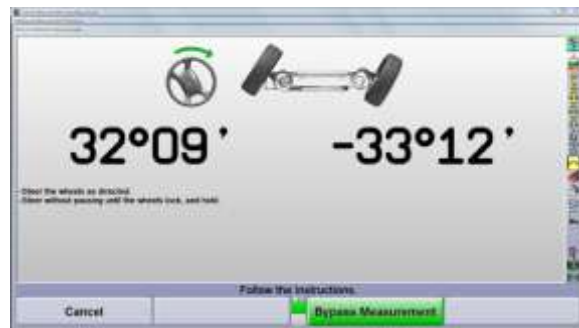 32°09 ' -33°12 '
- Steer the wheels as directed.
- Steer without pausing until the wheels lock, and hold.
Follow the Instructions.
Cancel Bypass Measurement